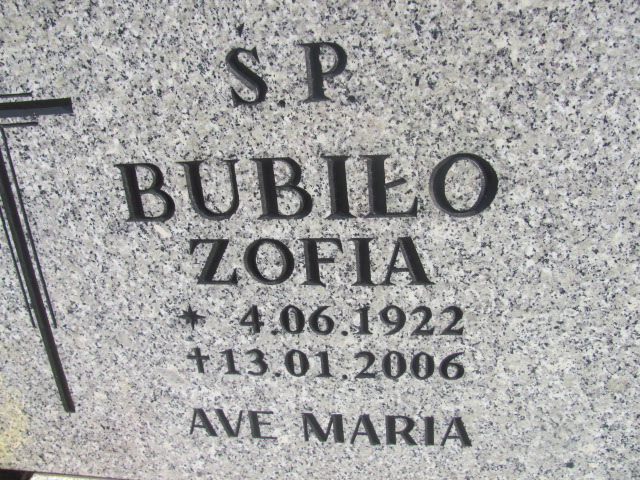 S.P
BUBIŁO
ZOFIA
* 4.06.1922
+13.01.2006
AVE MARIA